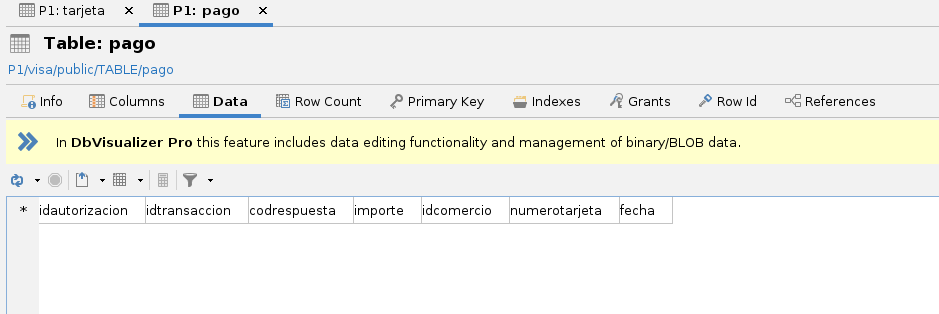 P1: tarjeta × P1: pago ×
Table: pago
P1/visa/public/TABLE/pago
Info Columns Data Row Count Primary Key Indexes Grants Row Id References
In DbVisualizer Pro this feature includes data editing functionality and management of binary/BLOB data.
* idautorizacion idtransaccion codrespuesta importe idcomercio numerotarjeta fecha